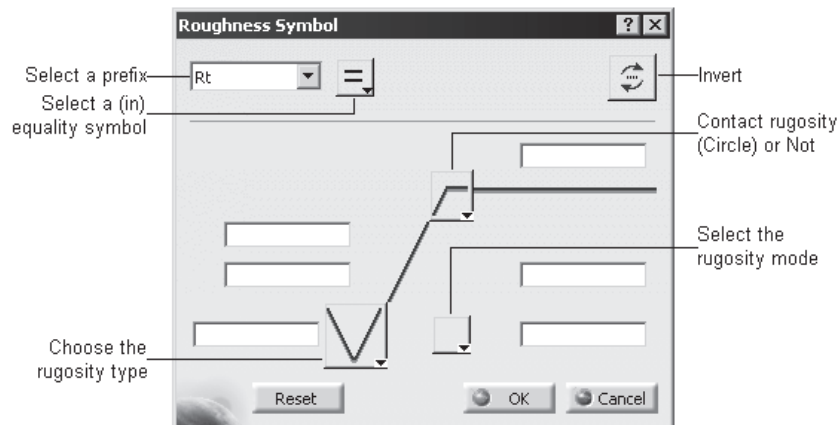 Roughness Symbol
Select a prefix
Rt
=
Invert
Select a (in)
equality symbol
Contact rugosity
(Circle) or Not
Select the
rugosity mode
Choose the
rugosity type
Reset
OK
Cancel